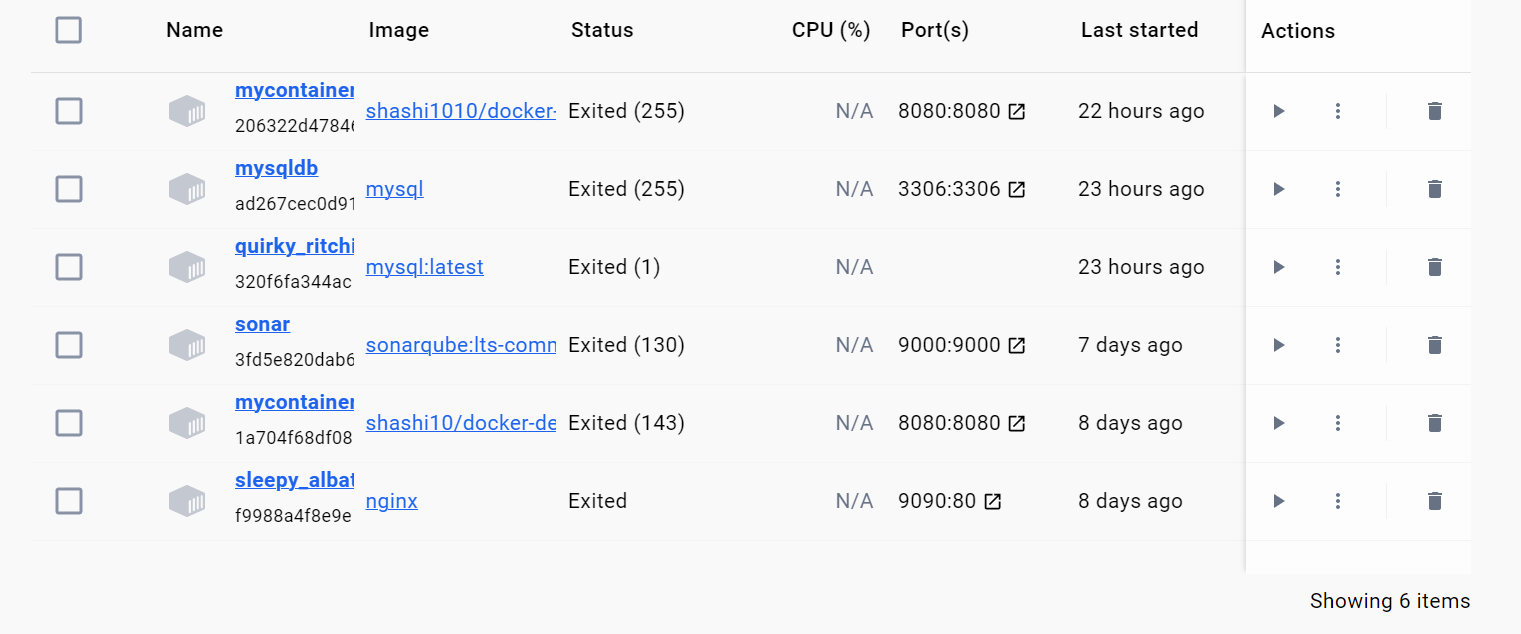 Name Image Status CPU (%) Port(s) Last started Actions
mycontainer
206322d4784
shashi1010/docker- Exited (255) N/A 8080:8080 22 hours ago
mysqldb
ad267cec0d91
mysql Exited (255) N/A 3306:3306 23 hours ago
quirky_ritchi
320f6fa344ac
mysql:latest Exited (1) N/A 23 hours ago
sonar
3fd5e820dab6
sonarqube:lts-comm Exited (130) N/A 9000:9000 7 days ago
mycontainer
1a704f68df08
shashi10/docker-de Exited (143) N/A 8080:8080 8 days ago
sleepy_albat
f9988a4f8e9e
nginx Exited N/A 9090:80 8 days ago
Showing 6 items